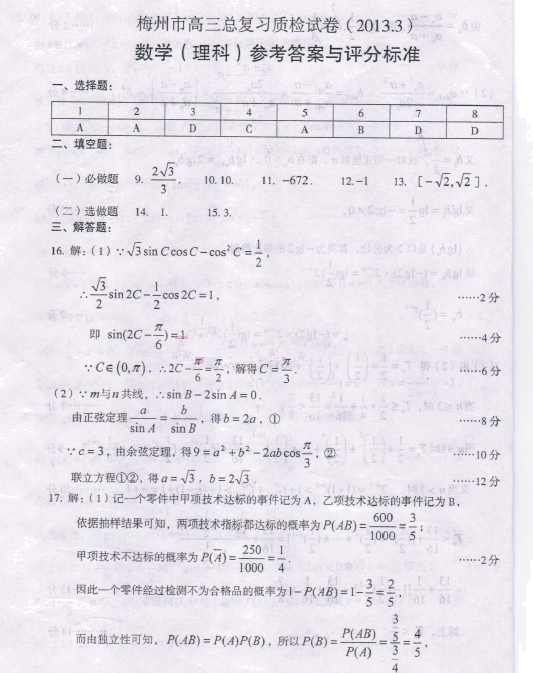 梅州市高三总复习质检试卷（2013.3）
数学（理科）参考答案与评分标准
一、选择题：
1 2 3 4 5 6 7 8
A A D C A B D D
二、填空题：
（一）必做题 9. 2√3/3. 10. 10. 11. －672. 12. －1 13. [－√2,√2].
（二）选做题 14. 1. 15. 3.
三、解答题：
16. 解：（1）∵√3 sin C cos C－cos² C＝1/2，
∴√3/2 sin 2C－1/2 cos 2C＝1， ……2分
即 sin(2C－π/6)＝1 ……4分
∵C∈(0,π)，∴2C－π/6＝π/2，解得C＝π/3. ……6分
（2）∵m与n共线，∴sin B－2sin A＝0.
由正弦定理 a/sin A＝b/sin B，得b＝2a，① ……8分
∵c＝3，由余弦定理，得9＝a²＋b²－2ab cos π/3，② ……10分
联立方程①②，得a＝√3，b＝2√3. ……12分
17. 解：（1）记一个零件中甲项技术达标的事件记为A，乙项技术达标的事件记为B，
依据抽样结果可知，两项技术指标都达标的概率为P(AB)＝600/1000＝3/5；
甲项技术不达标的概率为P(A̅)＝250/1000＝1/4. ……2分
因此一个零件经过检测不为合格品的概率为1－P(AB)＝1－3/5＝2/5，
而由独立性可知，P(AB)＝P(A)P(B)，所以P(B)＝P(AB)/P(A)＝(3/5)/(3/4)＝4/5，